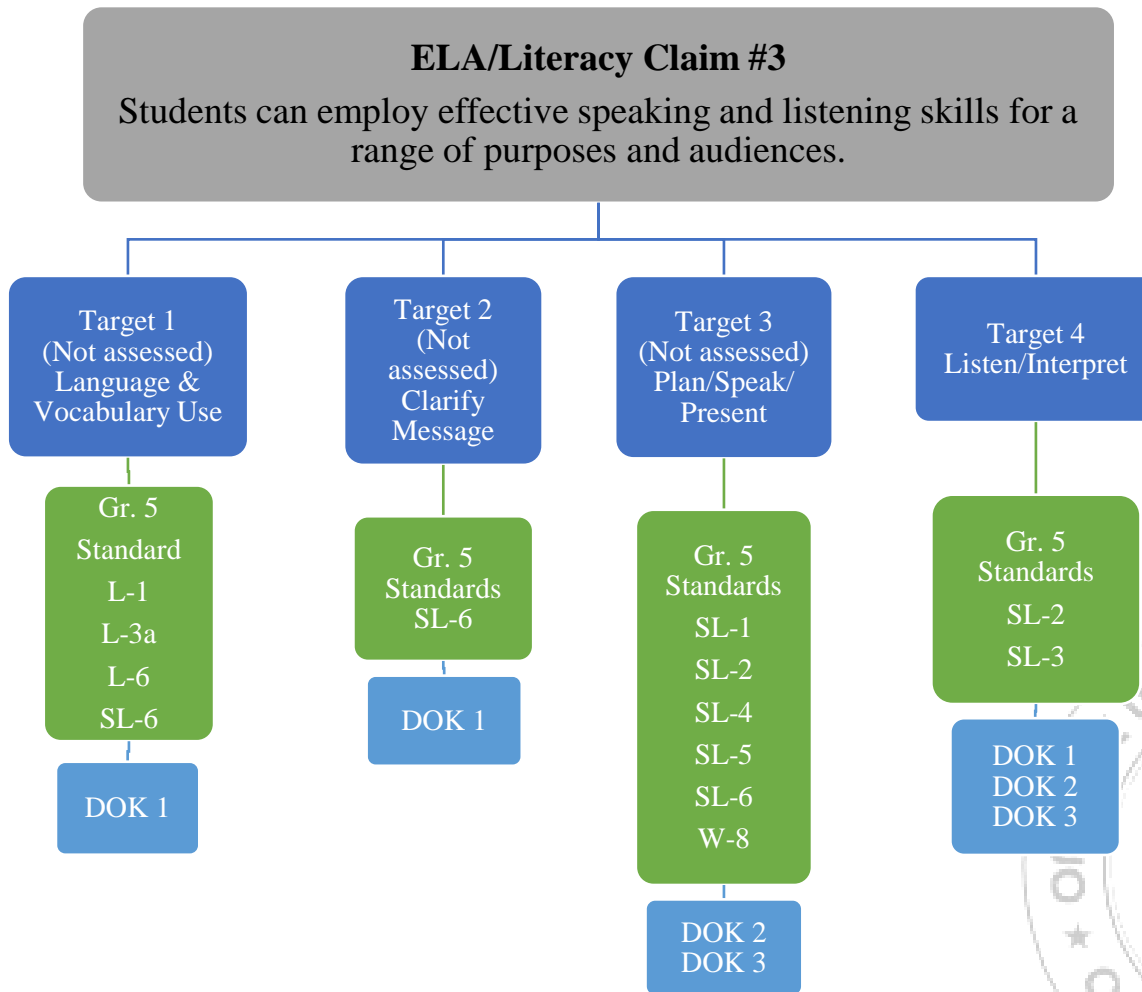 ELA/Literacy Claim #3
Students can employ effective speaking and listening skills for a
range of purposes and audiences.
Target 1
(Not assessed)
Language &
Vocabulary Use
Gr. 5
Standard
L-1
L-3a
L-6
SL-6
DOK 1
Target 2
(Not
assessed)
Clarify
Message
Gr. 5
Standards
SL-6
DOK 1
Target 3
(Not assessed)
Plan/Speak/
Present
Gr. 5
Standards
SL-1
SL-2
SL-4
SL-5
SL-6
W-8
DOK 2
DOK 3
Target 4
Listen/Interpret
Gr. 5
Standards
SL-2
SL-3
DOK 1
DOK 2
DOK 3